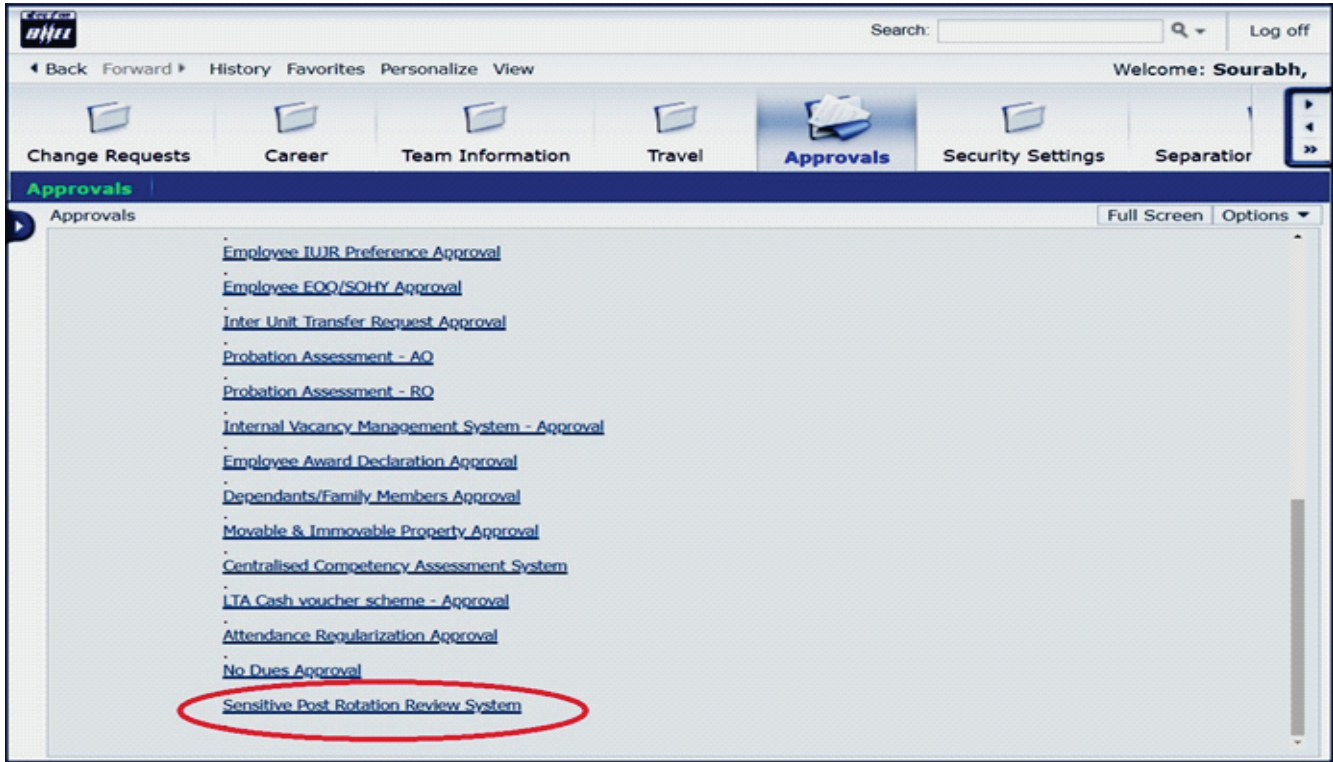 BHEL
Search:
Log off
Back Forward History Favorites Personalize View
Welcome: Sourabh,
Change Requests Career Team Information Travel Approvals Security Settings Separation
Approvals
Approvals
Full Screen Options
Employee IUJR Preference Approval
Employee EOQ/SOHY Approval
Inter Unit Transfer Request Approval
Probation Assessment - AO
Probation Assessment - RO
Internal Vacancy Management System - Approval
Employee Award Declaration Approval
Dependants/Family Members Approval
Movable & Immovable Property Approval
Centralised Competency Assessment System
LTA Cash voucher scheme - Approval
Attendance Regularization Approval
No Dues Approval
Sensitive Post Rotation Review System